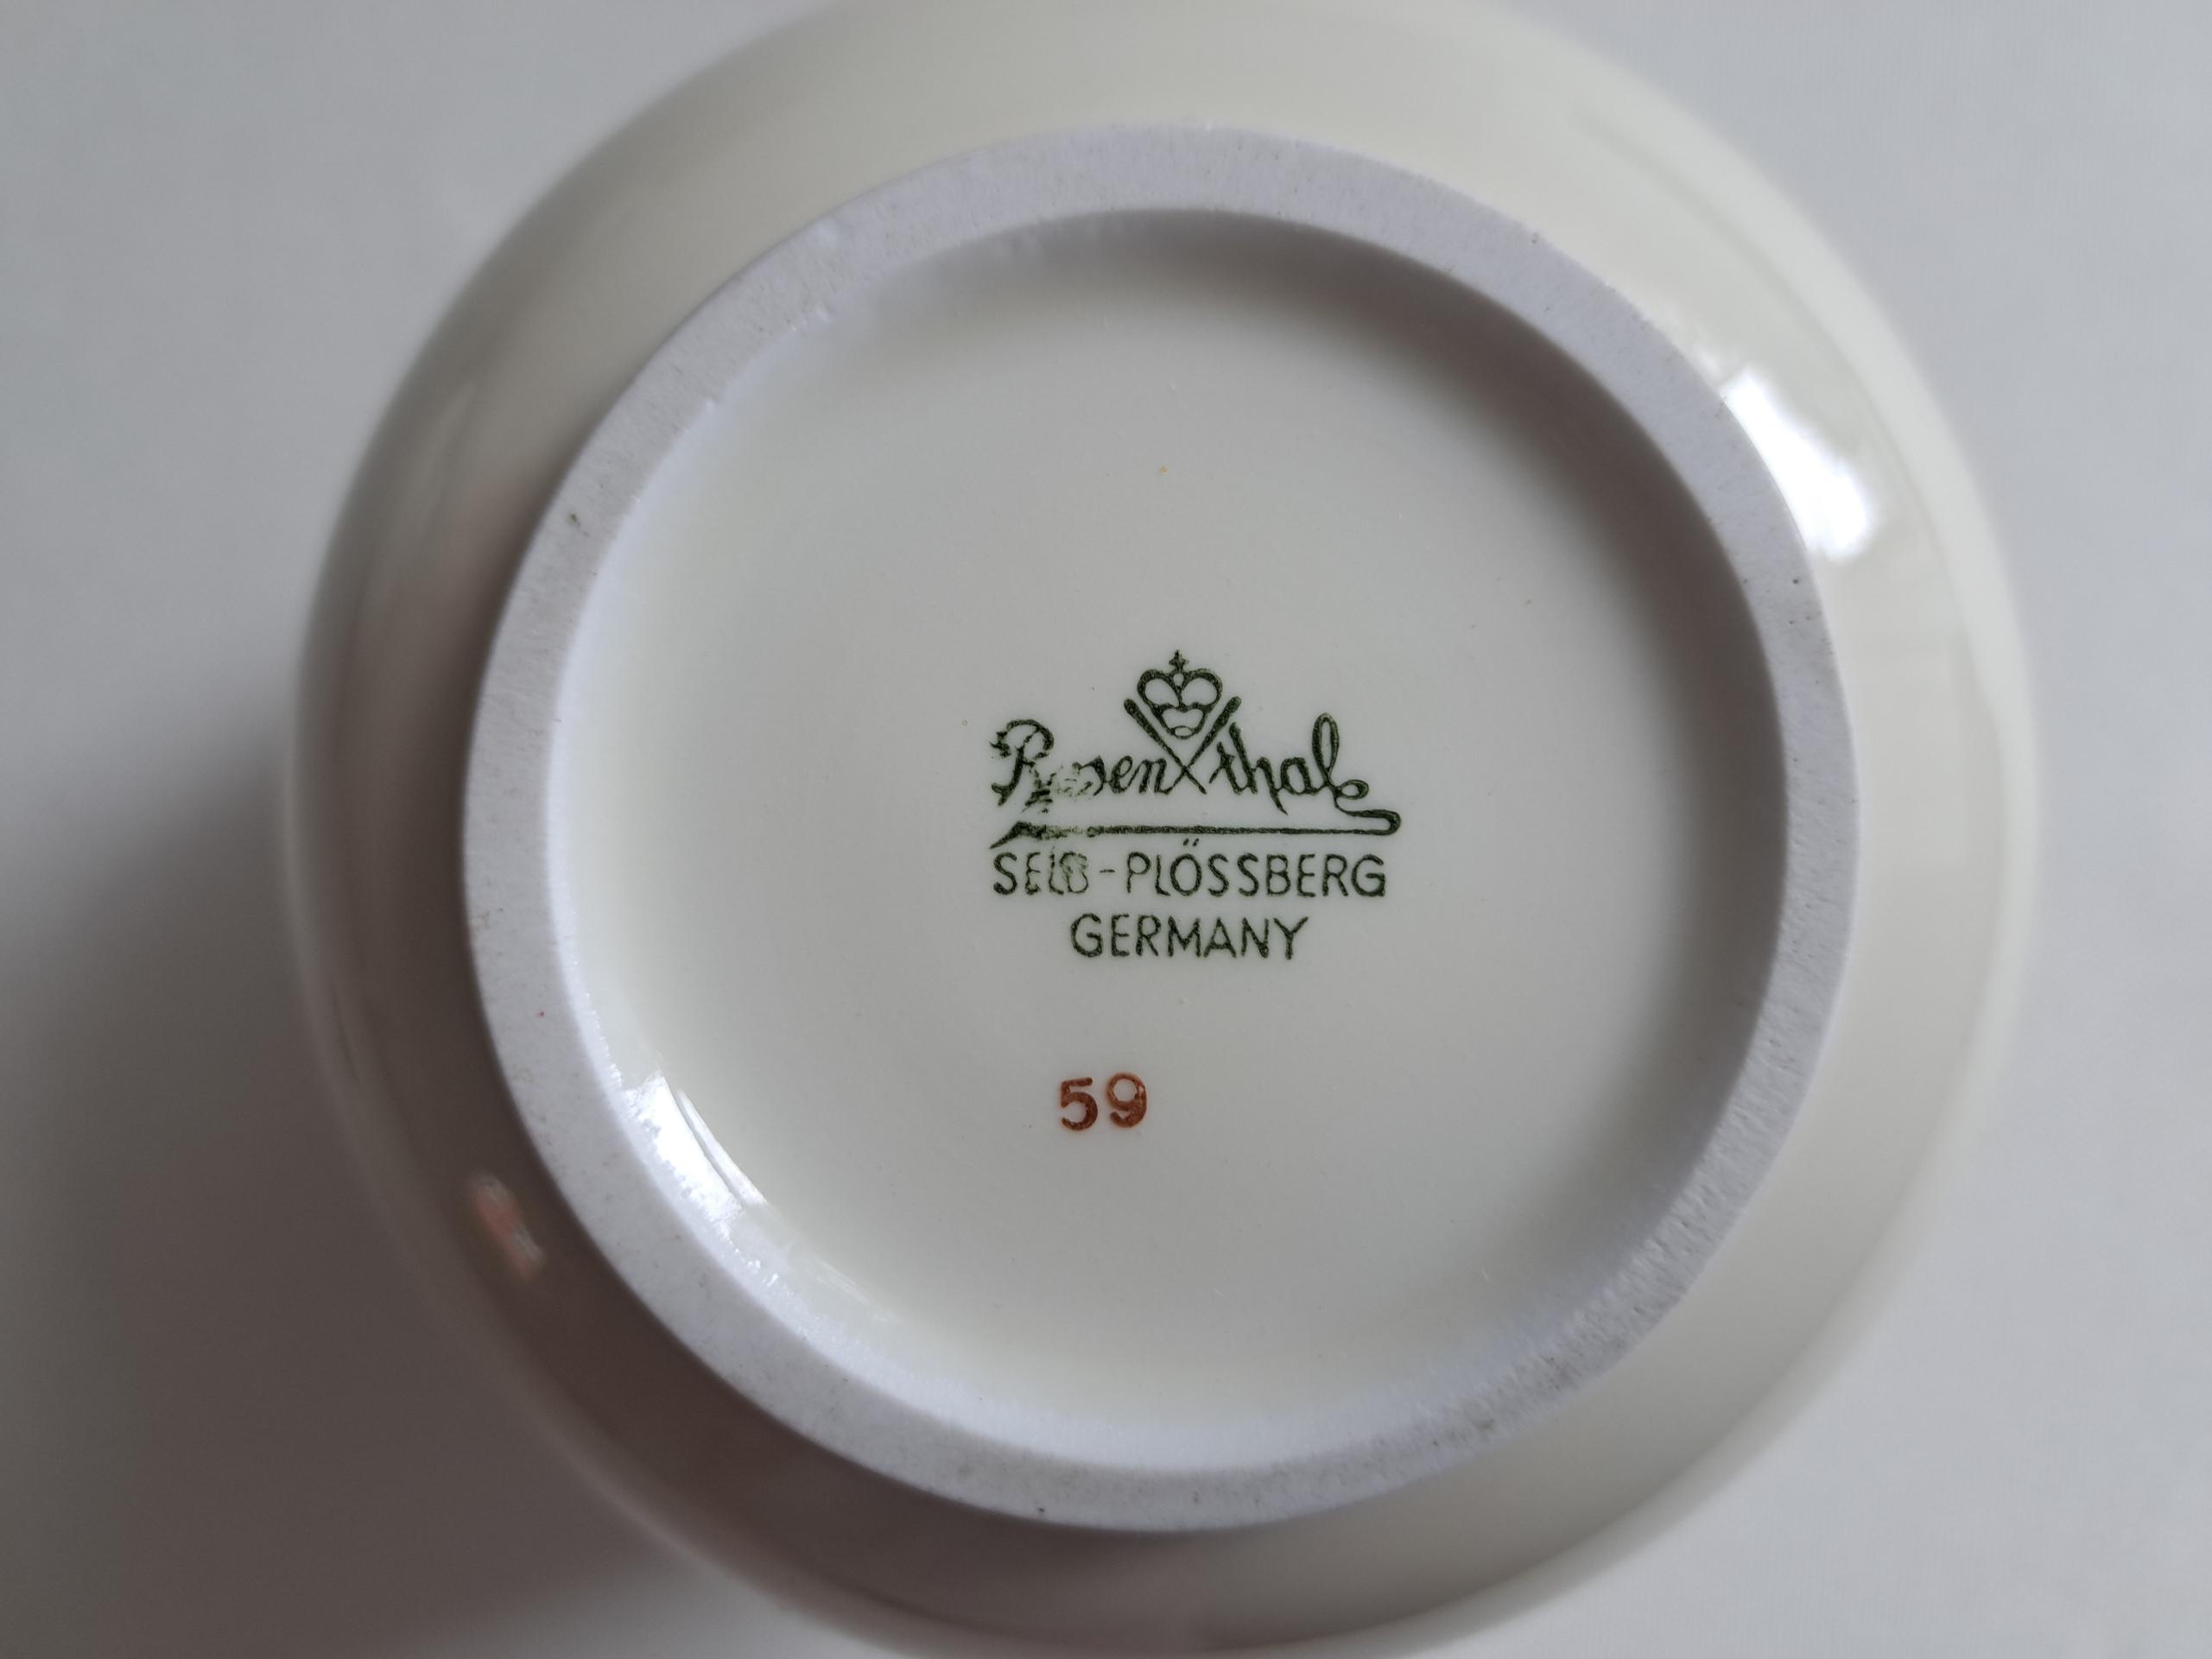 Rosenthal
SELB-PLÖSSBERG
GERMANY
59